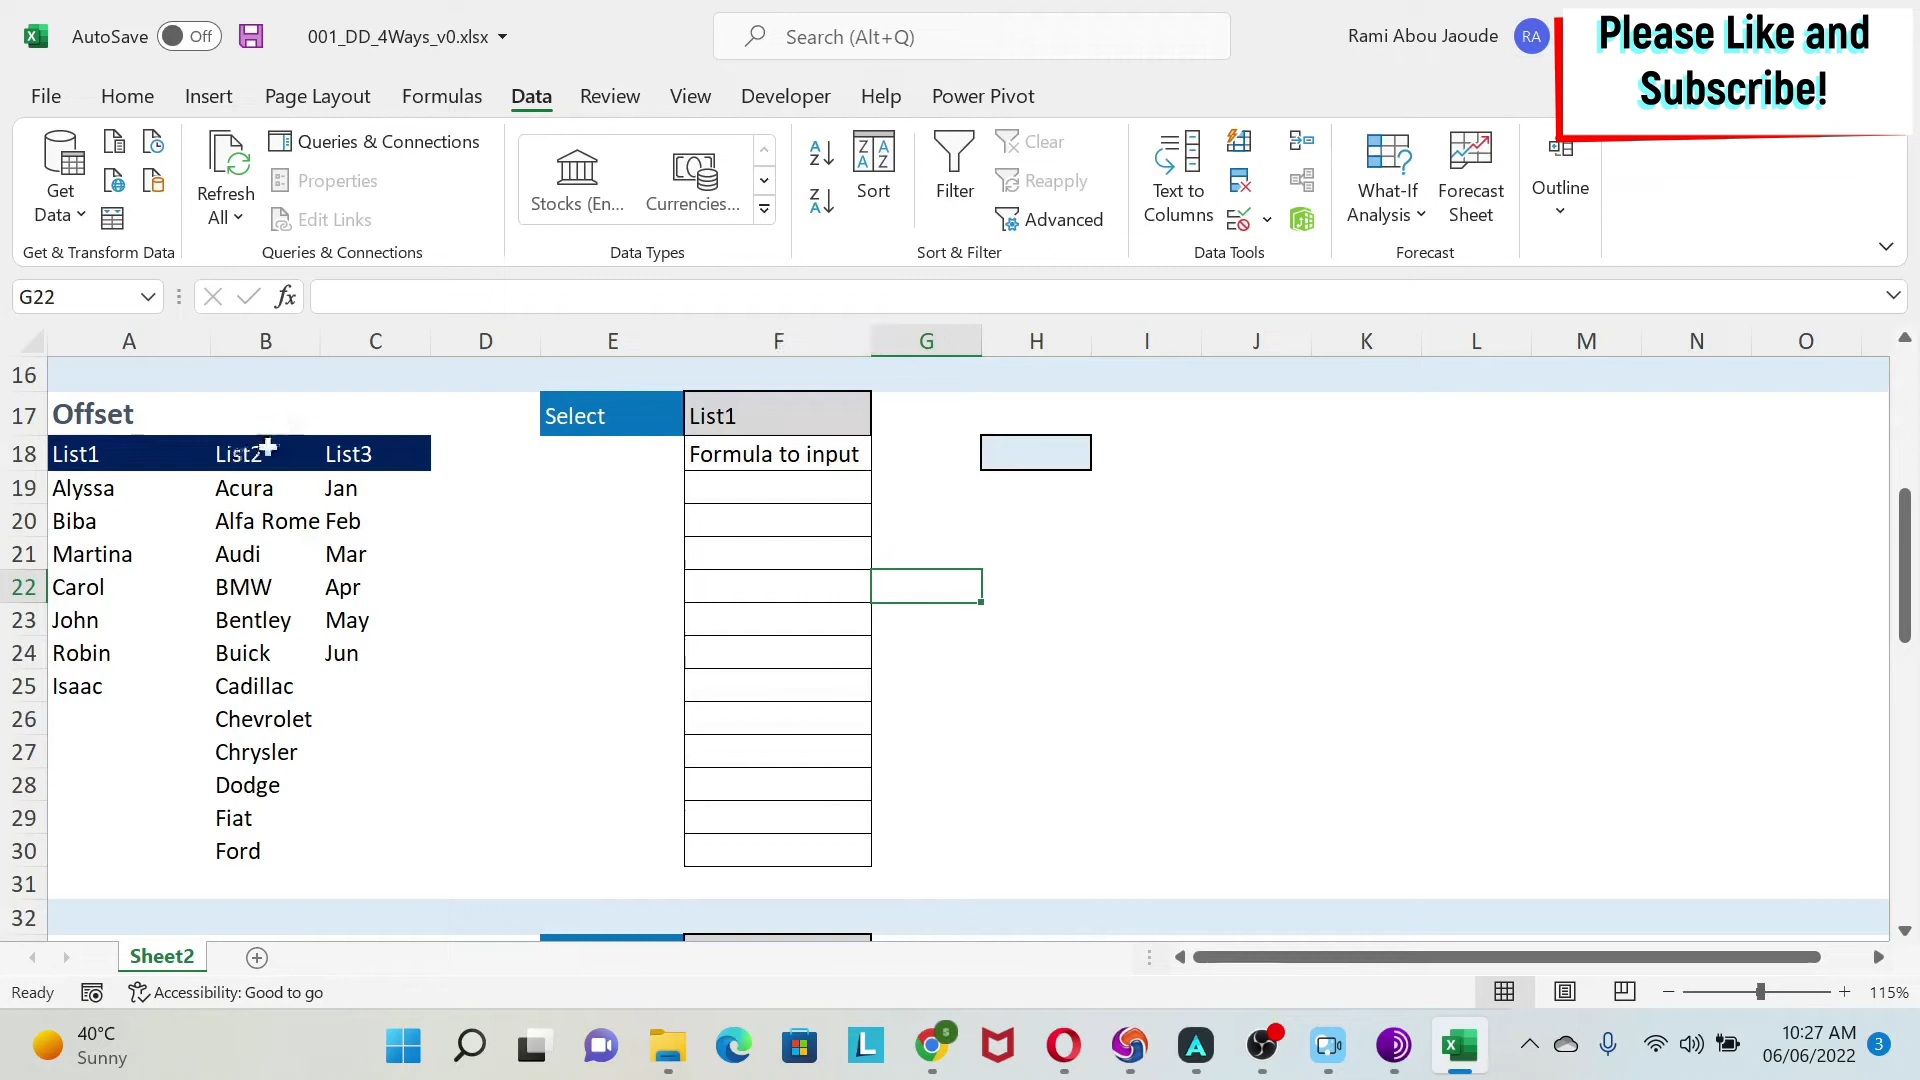 AutoSave Off 001_DD_4Ways_v0.xlsx Search (Alt+Q) Rami Abou Jaoude RA
Please Like and
Subscribe!
File Home Insert Page Layout Formulas Data Review View Developer Help Power Pivot
Get
Data
Refresh
All
Queries & Connections
Properties
Edit Links
Stocks (En... Currencies...
Sort
Filter
Clear
Reapply
Advanced
Text to
Columns
What-If
Analysis
Forecast
Sheet
Outline
Get & Transform Data Queries & Connections Data Types Sort & Filter Data Tools Forecast
G22 fx
A B C D E F G H I J K L M N O
16
17 Offset Select List1
18 List1 List2 List3 Formula to input
19 Alyssa Acura Jan
20 Biba Alfa Rome Feb
21 Martina Audi Mar
22 Carol BMW Apr
23 John Bentley May
24 Robin Buick Jun
25 Isaac Cadillac
26 Chevrolet
27 Chrysler
28 Dodge
29 Fiat
30 Ford
31
32
Sheet2
Ready Accessibility: Good to go 115%
40°C
Sunny
10:27 AM
06/06/2022
3